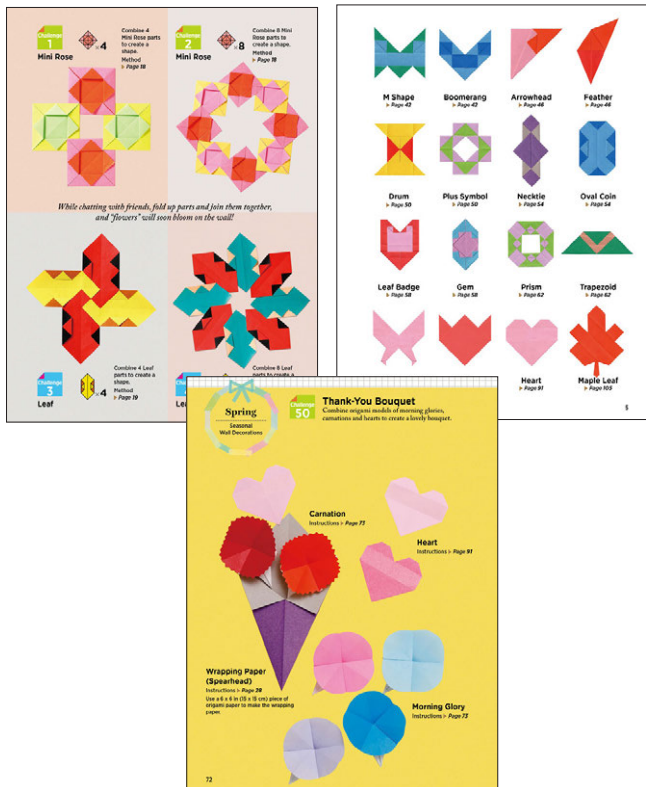 Challenge
1
Mini Rose
×4
Combine 4
Mini Rose parts
to create a
shape.
Method
▶ Page 18
Challenge
2
Mini Rose
×8
Combine 8 Mini
Rose parts to
create a shape.
Method
▶ Page 18
While chatting with friends, fold up parts and join them together,
and "flowers" will soon bloom on the wall!
Challenge
3
Leaf
×4
Combine 4 Leaf
parts to create a
shape.
Method
▶ Page 19
Combine 8 Leaf
parts to create a
M Shape
▶ Page 42
Boomerang
▶ Page 42
Arrowhead
▶ Page 46
Feather
▶ Page 46
Drum
▶ Page 50
Plus Symbol
▶ Page 50
Necktie
▶ Page 54
Oval Coin
▶ Page 54
Leaf Badge
▶ Page 58
Gem
▶ Page 58
Prism
▶ Page 62
Trapezoid
▶ Page 62
Heart
▶ Page 91
Maple Leaf
▶ Page 105
5
Spring
Seasonal
Wall Decorations
Challenge
50
Thank-You Bouquet
Combine origami models of morning glories,
carnations and hearts to create a lovely bouquet.
Carnation
Instructions > Page 77
Heart
Instructions > Page 91
Wrapping Paper
(Spearhead)
Instructions > Page 28
Use a 6 x 6 in (15 x 15 cm) piece of
origami paper to make the wrapping
paper.
Morning Glory
Instructions > Page 73
72